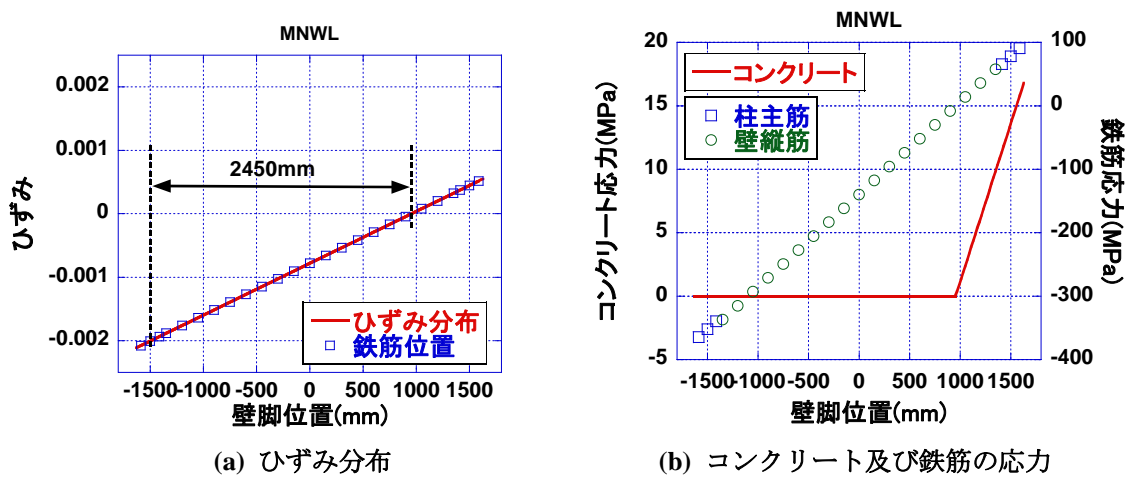 MNWL
0.002
0.001
0
-0.001
-0.002
ひずみ
2450mm
ひずみ分布
鉄筋位置
-1500 -1000 -500 0 500 1000 1500
壁脚位置(mm)
(a) ひずみ分布
MNWL
20
15
10
5
0
-5
コンクリート応力(MPa)
コンクリート
柱主筋
壁縦筋
100
0
-100
-200
-300
-400
鉄筋応力(MPa)
-1500 -1000 -500 0 500 1000 1500
壁脚位置(mm)
(b) コンクリート及び鉄筋の応力